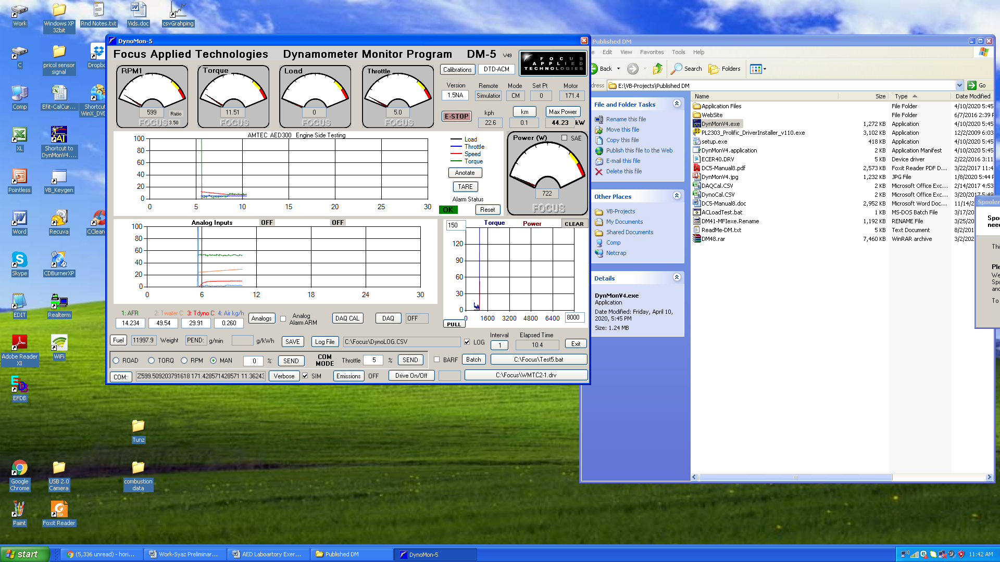 Work
Windows XP
32bit
Rnd Notes.txt
Vids.doc
csvGrahping
C
pricol sensor
signal
Dropbo
Comp
Efit-CalCur...
Shortcut
WinX_DVD
XL
Shortcut to
DynMonV4....
Pointless
VB_Keygen
Word
Recuva
CClean
Skype
CDBurnerXP
EDIT
Realterm
Adobe Reader
XI
WiFi
EFDB
Tunz
Google
Chrome
USB 2.0
Camera
combustion
data
Paint
Foxit Reader
DynoMon-5
Focus Applied Technologies Dynamometer Monitor Program DM-5 V49
FOCUS
APPLIED
TECHNOLOGIES
RPM1
599
Ratio
3.50
FOCUS
Torque
11.51
FOCUS
Load
0
FOCUS
Throttle
5.0
FOCUS
Calibrations
DTD-ACM
Version
Remote
Mode
Set Pt
Motor
1.5NA
Simulation
CM
0
171.4
E-STOP
kph
km
Max Power
22.6
0.1
44.23 kW
AMTEC AED300 Engine Side Testing
100
80
60
40
20
0
0 5 10 15 20 25 30
Load
Throttle
Speed
Torque
Anotate
TARE
Alarm Status
OK
Reset
Power (W)
SAE
722
FOCUS
Analog Inputs OFF OFF
100
80
60
40
20
0
0 6 12 18 24 30
150
Torque
Power
CLEAR
120
90
60
30
0
0 1600 3200 4800 6400 8000
PULL
1: AFR 2: Twater C 3: Tdyno C 4: Air kg/h
14.234 49.54 29.91 0.260
Analogs
Analog
Alarm ARM
DAQ CAL
DAQ
OFF
Fuel
11997.9
Weight
PEND:
g/min
g/kWh
SAVE
Log File
C:\Focus\DynoLOG.CSV
LOG
Interval
1
Elapsed Time
10.4
Exit
ROAD TORQ RPM MAN 0 % SEND
COM
MODE
Throttle 5 % SEND
BARF
Batch
C:\Focus\Test5.bat
COM:
Z599.509203791618 171.428571428571 11.36243
Verbose
SIM
Emissions
OFF
Drive On/Off
C:\Focus\WMTC2-1.drv
Published DM
e Edit View Favorites Tools Help
Back
Search
Folders
dress
E:\VB-Projects\Published DM
Go
File and Folder Tasks
Rename this file
Move this file
Copy this file
Publish this file to the Web
E-mail this file
Delete this file
Other Places
VB-Projects
My Documents
Shared Documents
Comp
Netcrap
Details
DynMonV4.exe
Application
Date Modified: Friday, April 10,
2020, 5:45 PM
Size: 1.24 MB
Name Size Type Date Modified
Application Files File Folder 4/10/2020 5:45
WebSite File Folder 6/7/2016 2:39 P
DynMonV4.exe 1,272 KB Application 4/10/2020 5:45
PL2303_Prolific_DriverInstaller_v110.exe 3,102 KB Application 12/2/2009 6:03
setup.exe 418 KB Application 4/10/2020 5:45
DynMonV4.application 2 KB Application Manifest 4/10/2020 5:45
ECER40.DRV 5 KB Device driver 2/22/2016 3:11
DC5-Manual8.pdf 2,573 KB Foxit Reader PDF D... 3/22/2017 11:4
DynMonV4.jpg 1,232 KB JPG File 1/8/2020 5:44 P
DAQCal.CSV 2 KB Microsoft Office Exc... 2/14/2017 4:53
DynoCal.CSV 2 KB Microsoft Office Exc... 3/20/2017 5:49
DC5-Manual8.doc 2,952 KB Microsoft Word Doc... 11/14/2
ACLoadTest.bat 1 KB MS-DOS Batch File 3/17/20
DM41-MFIexe.Rename 1,192 KB RENAME File 3/25/20
ReadMe-DM.txt 5 KB Text Document 8/2/201
DM48.rar 7,460 KB WinRAR archive 3/2/202
Spooler
Spoo
need
Thi
Ple
We
Spo
and
To
start
(5,336 unread) - hori...
Work-Syaz Preliminar...
AED Laboartory Exer...
Published DM
DynoMon-5
11:42 AM